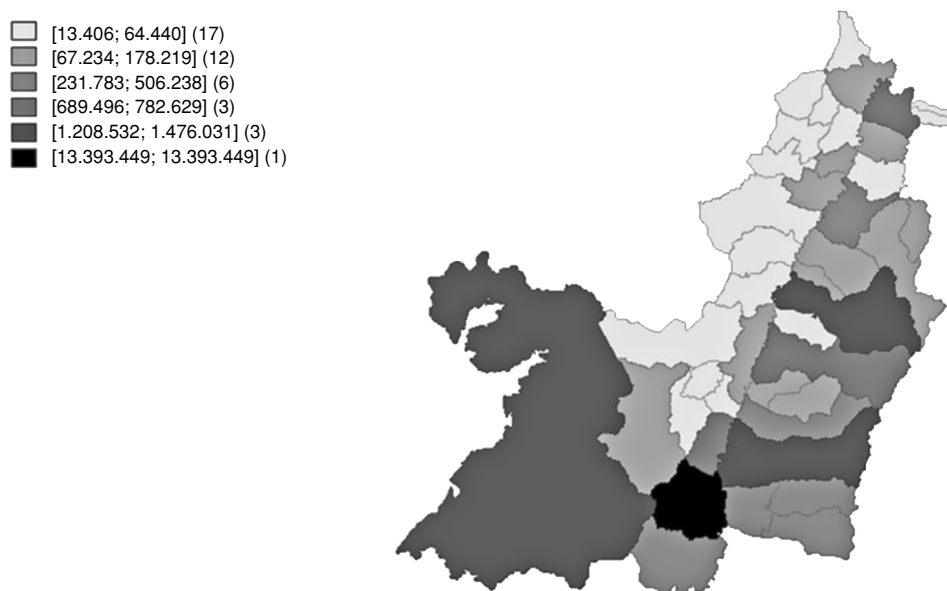 [13.406; 64.440] (17)
[67.234; 178.219] (12)
[231.783; 506.238] (6)
[689.496; 782.629] (3)
[1.208.532; 1.476.031] (3)
[13.393.449; 13.393.449] (1)